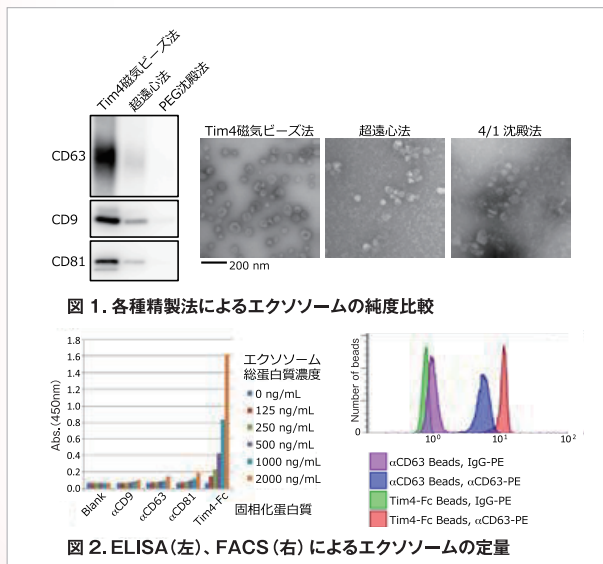 Tim4磁気ビーズ法
超遠心法
PEG沈殿法
CD63
CD9
CD81
Tim4磁気ビーズ法
超遠心法
4/1 沈殿法
200 nm
図 1. 各種精製法によるエクソソームの純度比較
Abs.(450nm)
1.8
1.6
1.4
1.2
1.0
0.8
0.6
0.4
0.2
0.0
Blank
αCD9
αCD63
αCD81
Tim4-Fc
エクソソーム
総蛋白質濃度
0 ng/mL
125 ng/mL
250 ng/mL
500 ng/mL
1000 ng/mL
2000 ng/mL
固相化蛋白質
Number of beads
0
10⁰
10¹
10²
αCD63 Beads, IgG-PE
αCD63 Beads, αCD63-PE
Tim4-Fc Beads, IgG-PE
Tim4-Fc Beads, αCD63-PE
図 2. ELISA(左)、FACS(右)によるエクソソームの定量